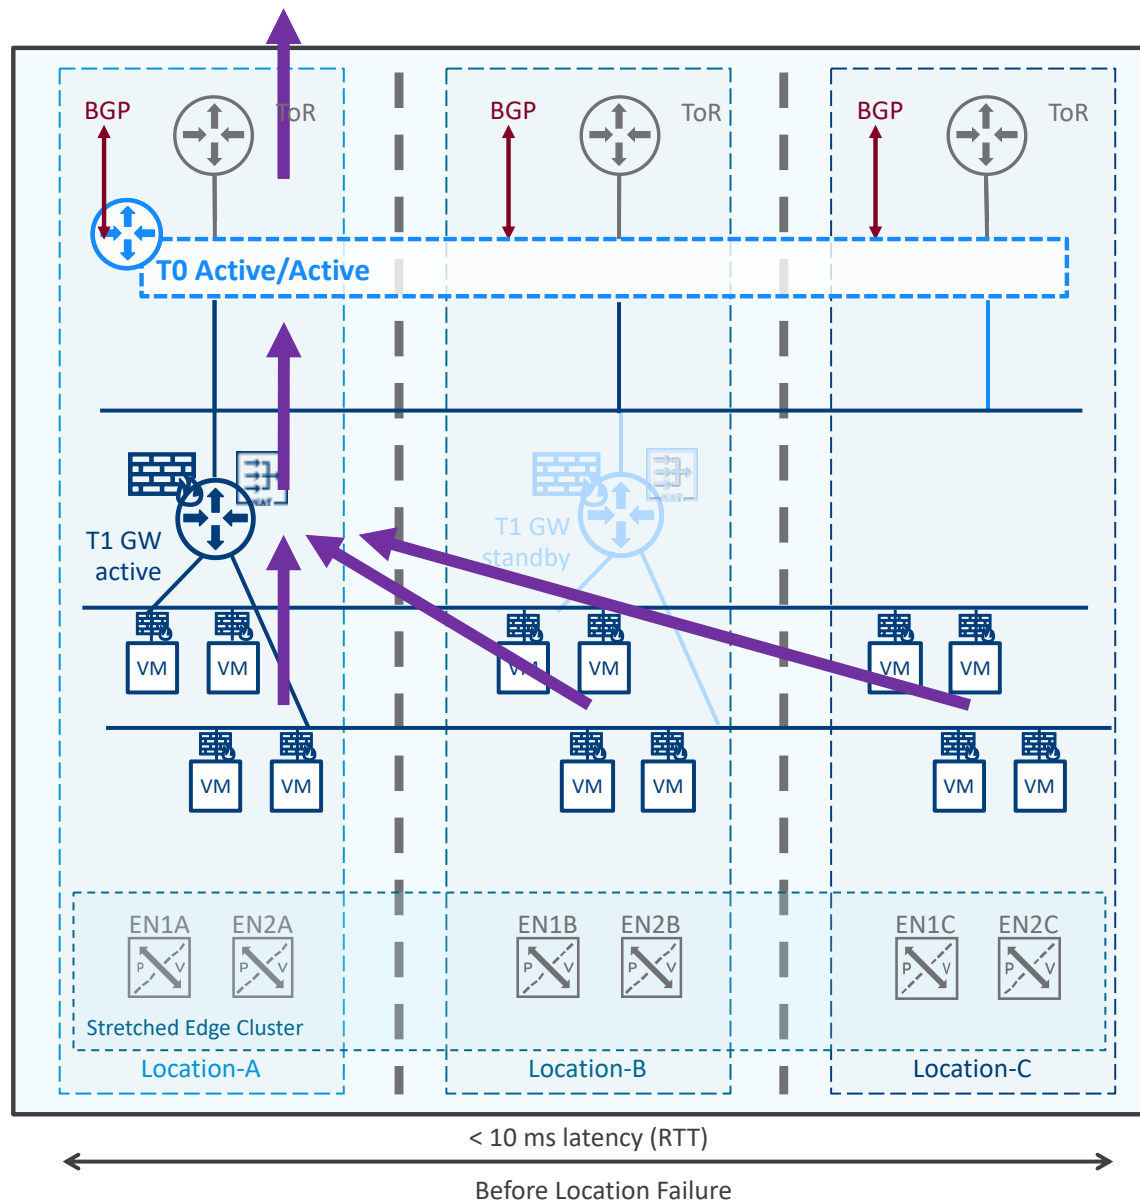 BGP
ToR
BGP
ToR
BGP
ToR
T0 Active/Active
NAT
T1 GW
active
T1 GW
standby
VM
VM
VM
VM
VM
VM
VM
VM
VM
VM
VM
VM
EN1A
EN2A
EN1B
EN2B
EN1C
EN2C
P V
P V
P V
P V
P V
P V
Stretched Edge Cluster
Location-A
Location-B
Location-C
< 10 ms latency (RTT)
Before Location Failure